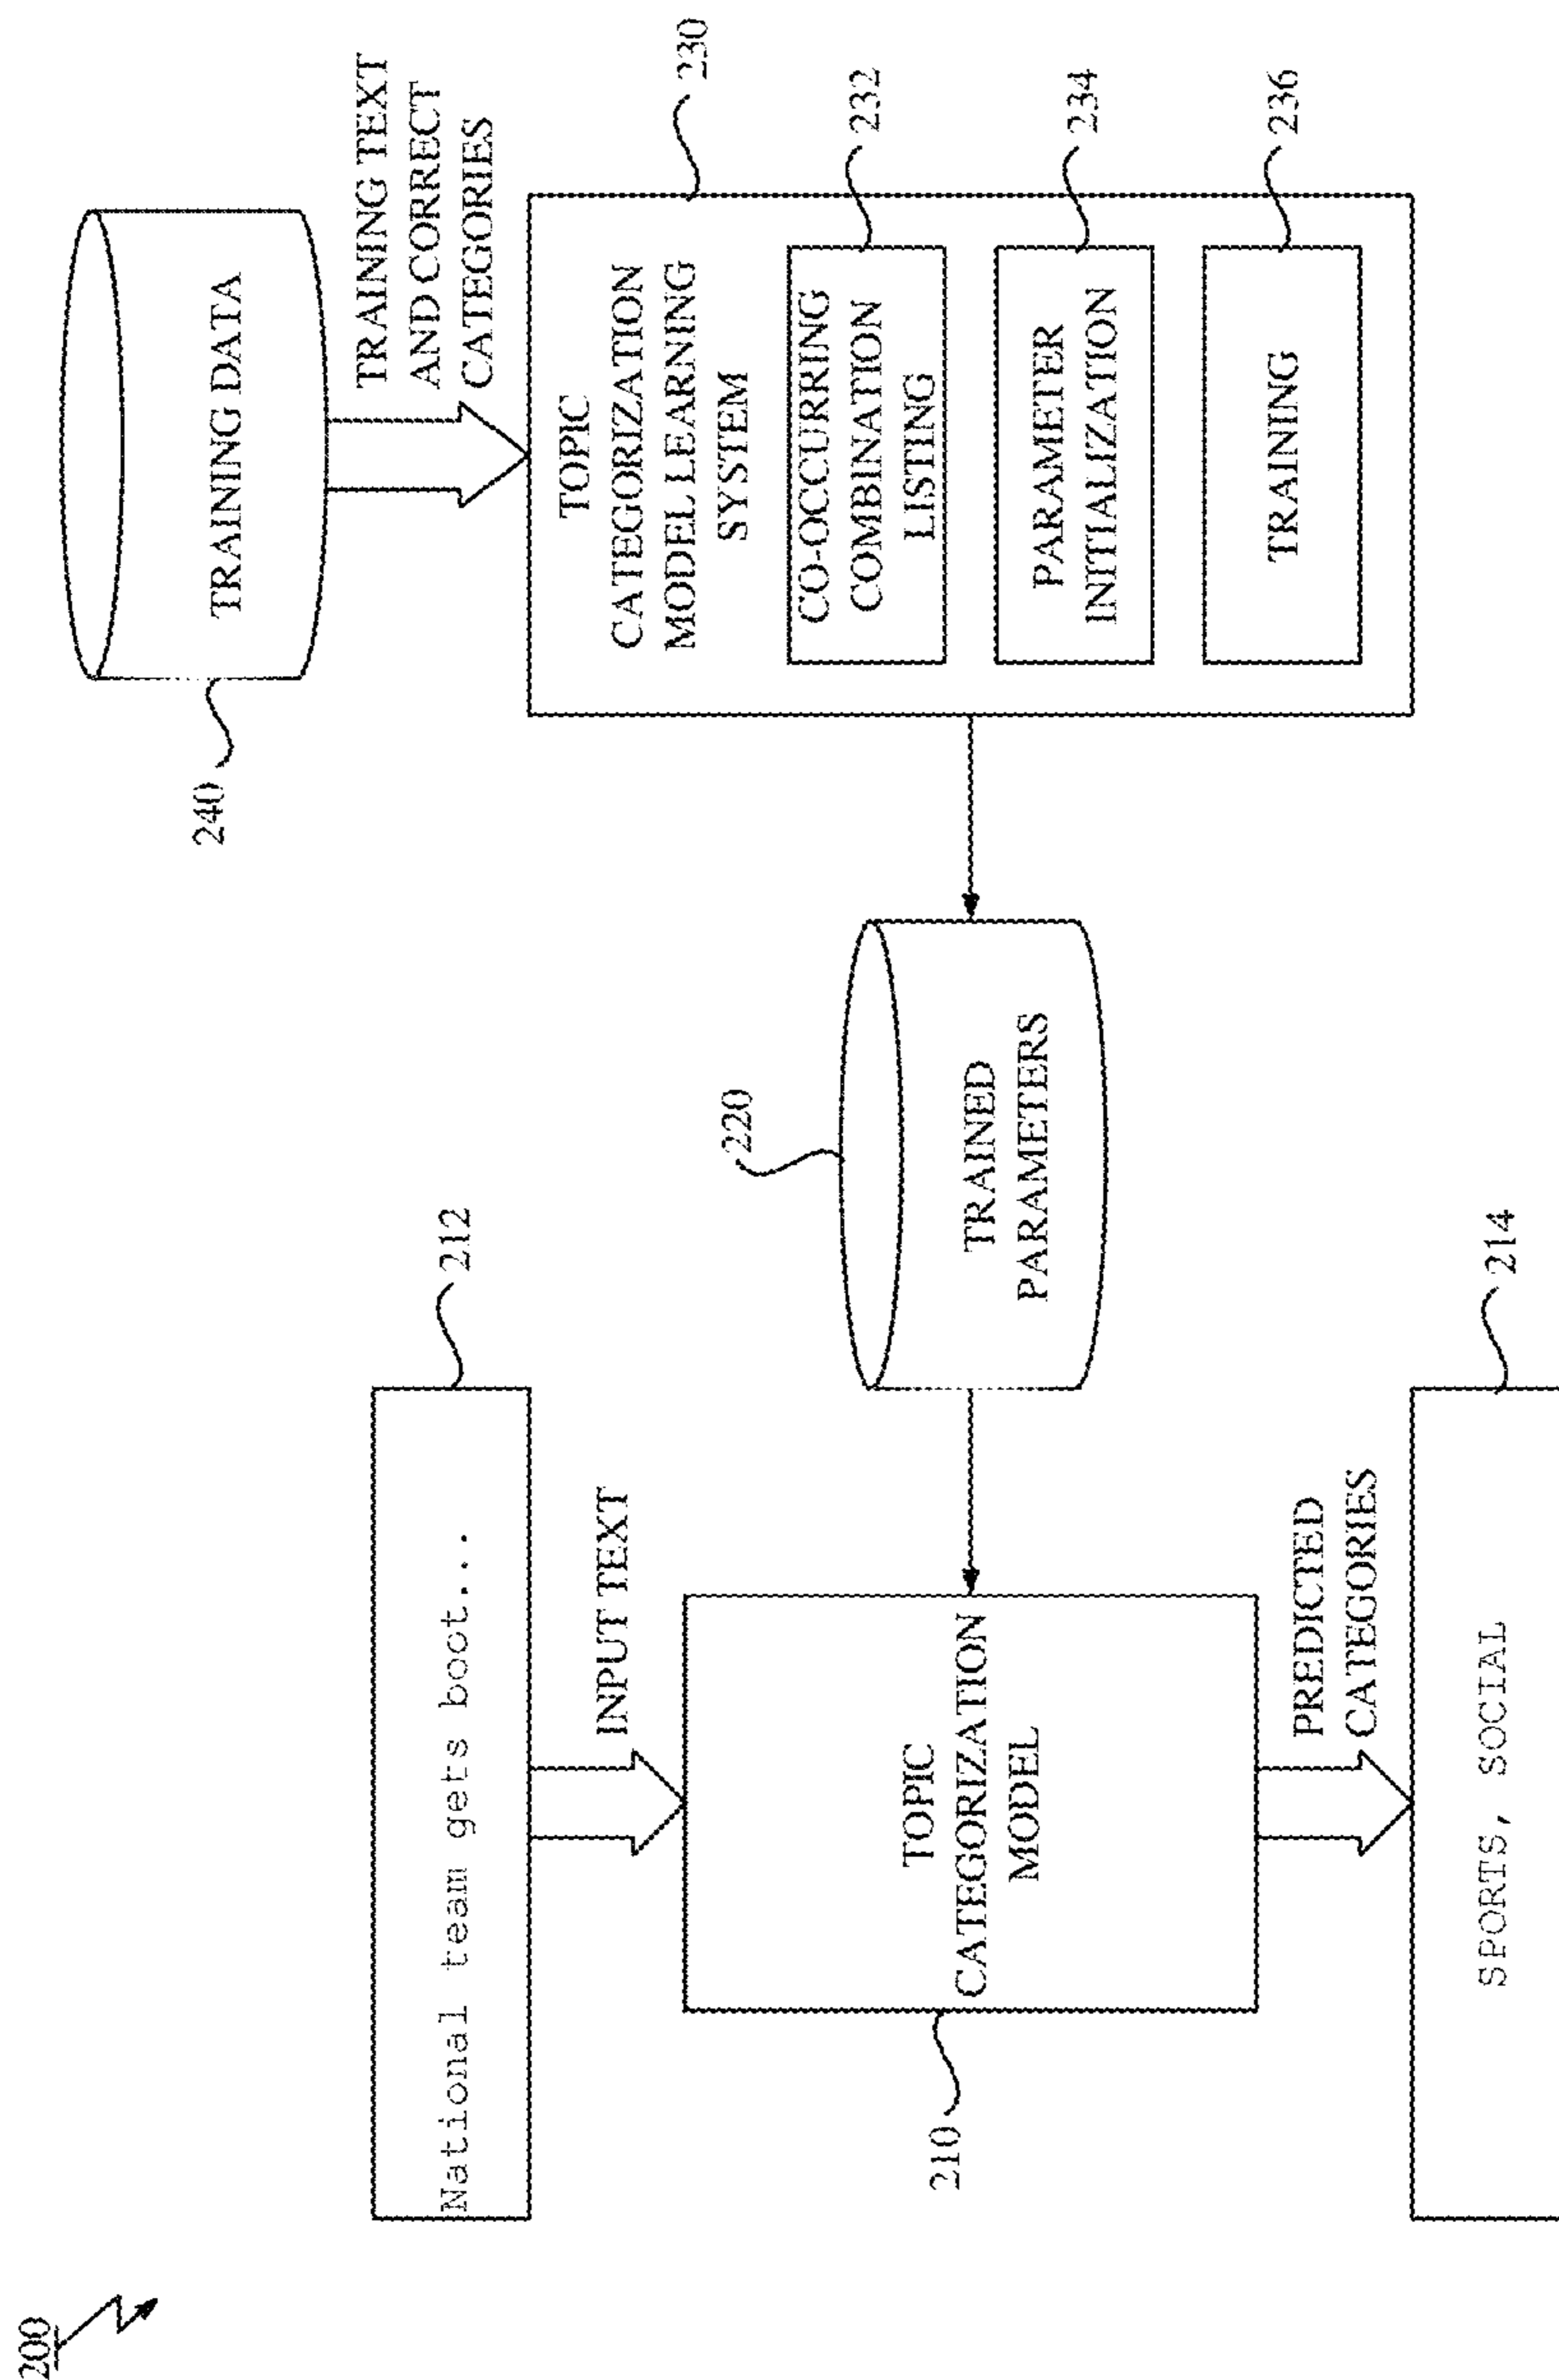 200
National team gets boot...
212
INPUT TEXT
TOPIC
CATEGORIZATION
MODEL
210
PREDICTED
CATEGORIES
SPORTS, SOCIAL
214
220
TRAINED
PARAMETERS
240
TRAINING DATA
TRAINING TEXT
AND CORRECT
CATEGORIES
TOPIC
CATEGORIZATION
MODEL LEARNING
SYSTEM
230
CO-OCCURRING
COMBINATION
LISTING
232
PARAMETER
INITIALIZATION
234
TRAINING
236